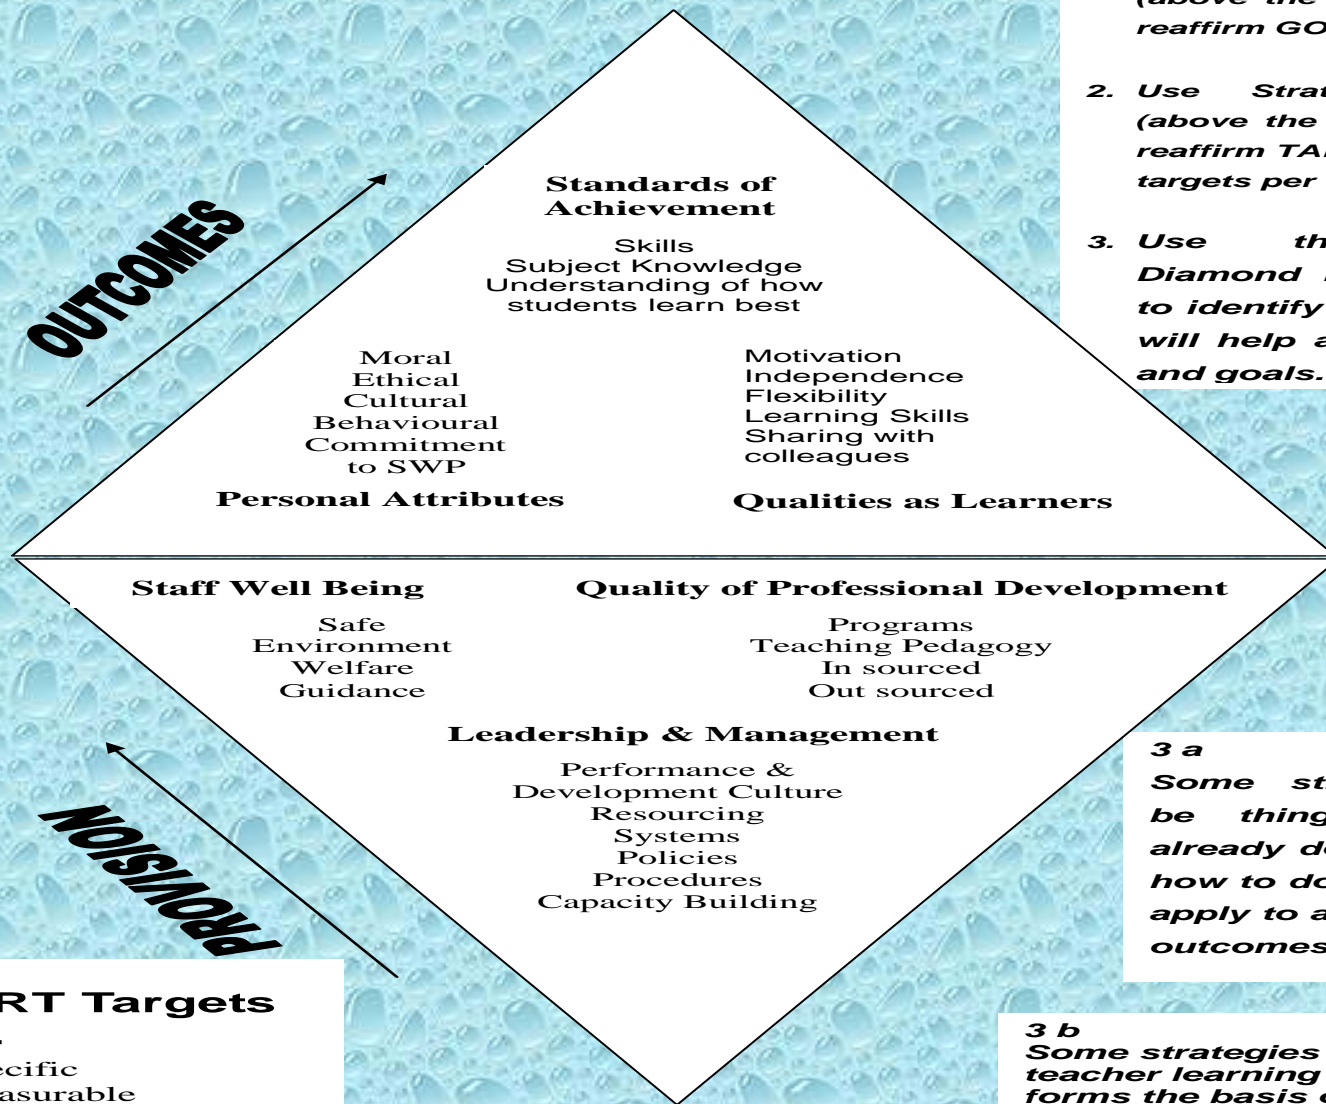 (above the
reaffirm GO
2. Use Strat
(above the
reaffirm TA
targets per
3. Use th
Diamond
to identify
will help a
and goals.
OUTCOMES
Standards of
Achievement
Skills
Subject Knowledge
Understanding of how
students learn best
Moral
Ethical
Cultural
Behavioural
Commitment
to SWP
Personal Attributes
Motivation
Independence
Flexibility
Learning Skills
Sharing with
colleagues
Qualities as Learners
Staff Well Being
Safe
Environment
Welfare
Guidance
Quality of Professional Development
Programs
Teaching Pedagogy
In sourced
Out sourced
Leadership & Management
Performance &
Development Culture
Resourcing
Systems
Policies
Procedures
Capacity Building
PROVISION
3 a
Some st
be thing
already d
how to do
apply to a
outcomes
RT Targets
ecific
asurable
3 b
Some strategies
teacher learning
forms the basis